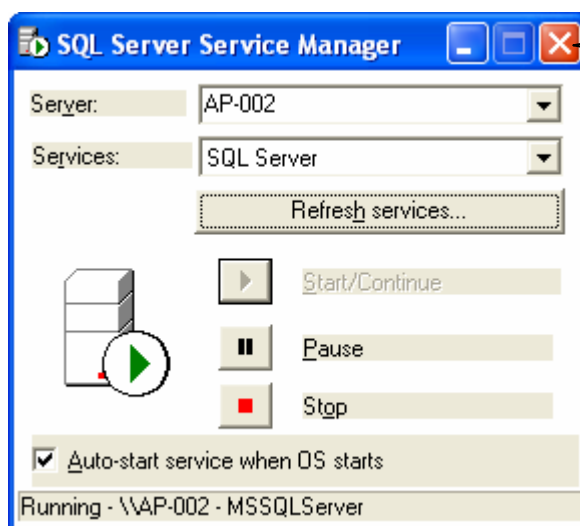 SQL Server Service Manager
Server: AP-002
Services: SQL Server
Refresh services...
Start/Continue
Pause
Stop
Auto-start service when OS starts
Running - \\AP-002 - MSSQLServer